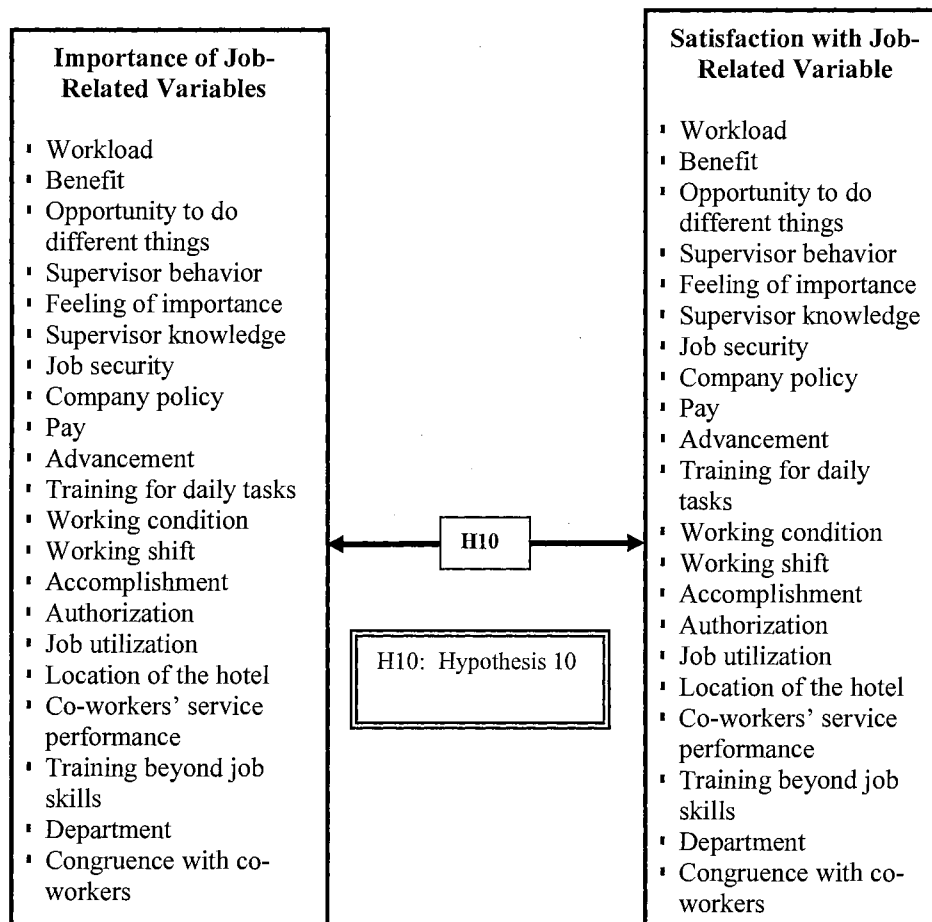 Importance of Job-
Related Variables
▪ Workload
▪ Benefit
▪ Opportunity to do
different things
▪ Supervisor behavior
▪ Feeling of importance
▪ Supervisor knowledge
▪ Job security
▪ Company policy
▪ Pay
▪ Advancement
▪ Training for daily tasks
▪ Working condition
▪ Working shift
▪ Accomplishment
▪ Authorization
▪ Job utilization
▪ Location of the hotel
▪ Co-workers’ service
performance
▪ Training beyond job
skills
▪ Department
▪ Congruence with co-
workers
H10
H10: Hypothesis 10
Satisfaction with Job-
Related Variable
▪ Workload
▪ Benefit
▪ Opportunity to do
different things
▪ Supervisor behavior
▪ Feeling of importance
▪ Supervisor knowledge
▪ Job security
▪ Company policy
▪ Pay
▪ Advancement
▪ Training for daily
tasks
▪ Working condition
▪ Working shift
▪ Accomplishment
▪ Authorization
▪ Job utilization
▪ Location of the hotel
▪ Co-workers’ service
performance
▪ Training beyond job
skills
▪ Department
▪ Congruence with co-
workers